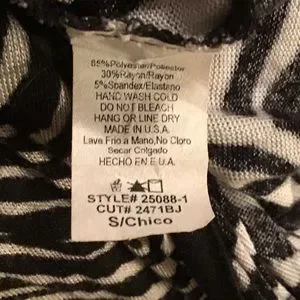 65%Polyester/Poliester
30%Rayon/Rayon
5%Spandex/Elastano
HAND WASH COLD
DO NOT BLEACH
HANG OR LINE DRY
MADE IN U.S.A.
Lava Frio a Mano,No Cloro
Secar Colgado
HECHO EN E.U.A.
STYLE# 25088-1
CUT# 2471BJ
S/Chico